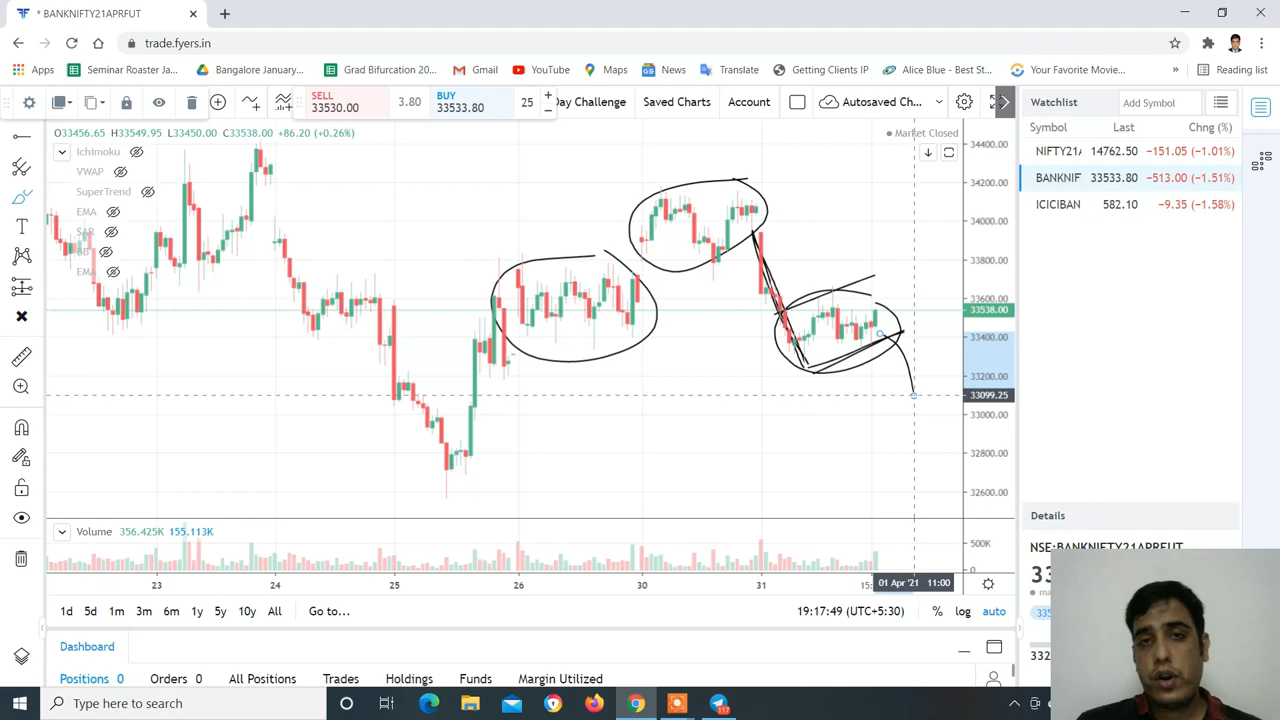 * BANKNIFTY21APRFUT
trade.fyers.in
Apps
Seminar Roaster Ja...
Bangalore January...
Grad Bifurcation 20...
Gmail
YouTube
Maps
News
Translate
Getting Clients IP
Alice Blue - Best St...
Your Favorite Movie...
Reading list
SELL
33530.00
3.80
BUY
33533.80
25
Day Challenge
Saved Charts
Account
Autosaved Ch...
Watchlist
Add Symbol
O33456.65 H33549.95 L33450.00 C33538.00 +86.20 (+0.26%)
Market Closed
Ichimoku
VWAP
SuperTrend
EMA
SAR
BB
EMA
34400.00
34200.00
34000.00
33800.00
33600.00
33538.00
33400.00
33200.00
33099.25
33000.00
32800.00
32600.00
Symbol Last Chng (%)
NIFTY21 14762.50 −151.05 (−1.01%)
BANKNIF 33533.80 −513.00 (−1.51%)
ICICIBAN 582.10 −9.35 (−1.58%)
Volume 356.425K 155.113K
500K
0
23 24 25 26 30 31 15:
01 Apr '21 11:00
1d 5d 1m 3m 6m 1y 5y 10y All Go to...
19:17:49 (UTC+5:30) % log auto
Details
NSE:BANKNIFTY21APRFUT
Dashboard
Positions 0 Orders 0 All Positions Trades Holdings Funds Margin Utilized
Type here to search
117